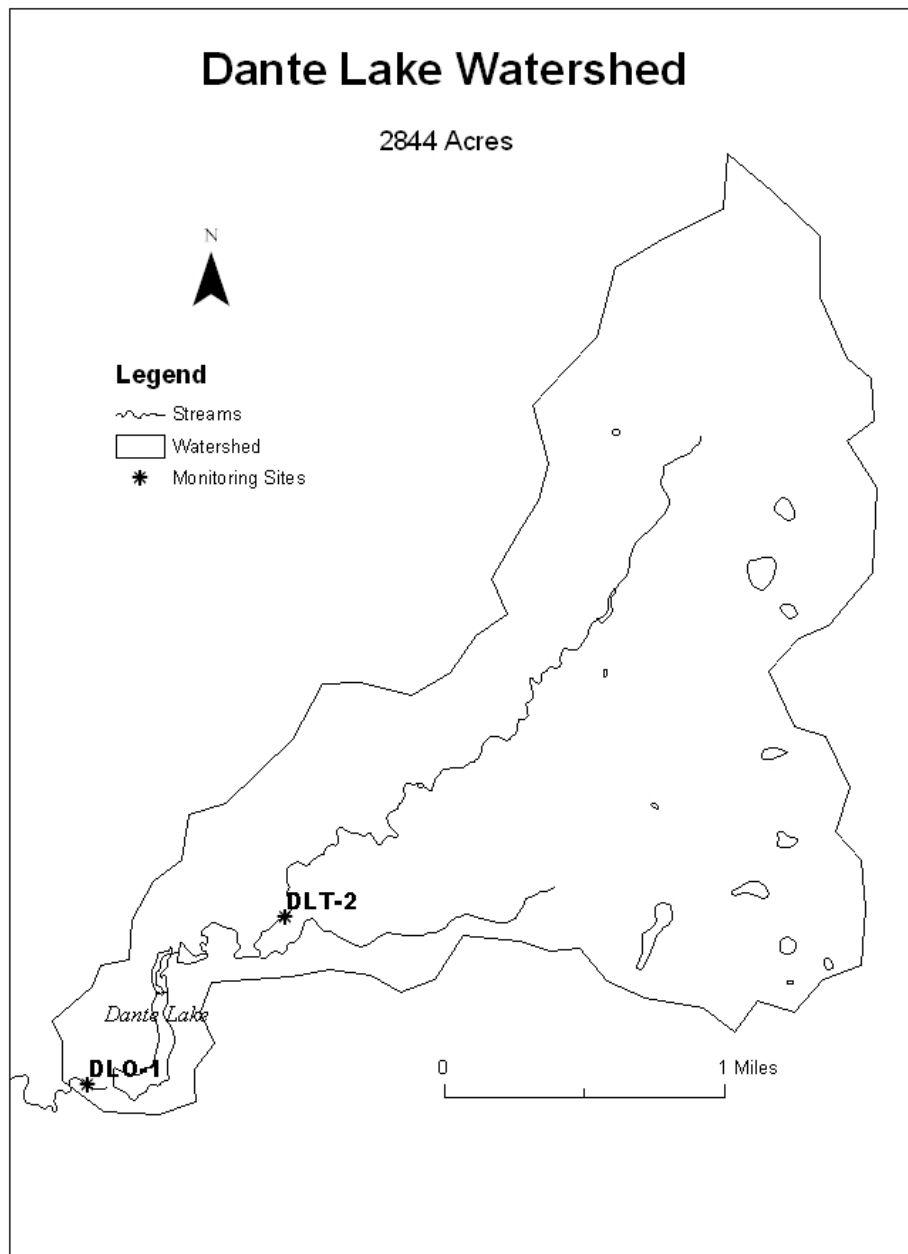 Dante Lake Watershed
2844 Acres
N
Legend
Streams
Watershed
Monitoring Sites
DLT-2
Dante Lake
DLO-1
0
1 Miles